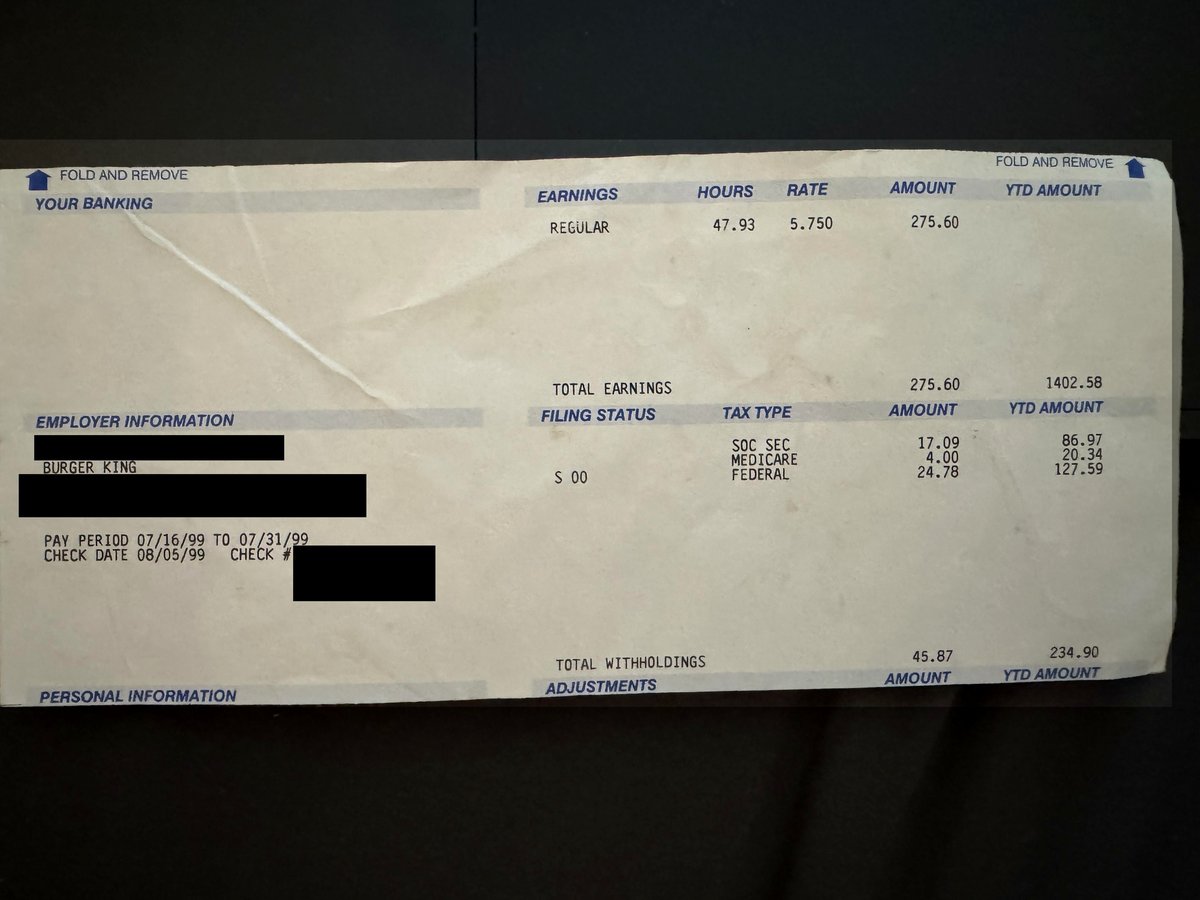 FOLD AND REMOVE
FOLD AND REMOVE
YOUR BANKING
EARNINGS HOURS RATE AMOUNT YTD AMOUNT
REGULAR 47.93 5.750 275.60
TOTAL EARNINGS 275.60 1402.58
EMPLOYER INFORMATION
FILING STATUS TAX TYPE AMOUNT YTD AMOUNT
BURGER KING
SOC SEC 17.09 86.97
MEDICARE 4.00 20.34
S 00 FEDERAL 24.78 127.59
PAY PERIOD 07/16/99 TO 07/31/99
CHECK DATE 08/05/99 CHECK #
TOTAL WITHHOLDINGS 45.87 234.90
PERSONAL INFORMATION
ADJUSTMENTS AMOUNT YTD AMOUNT